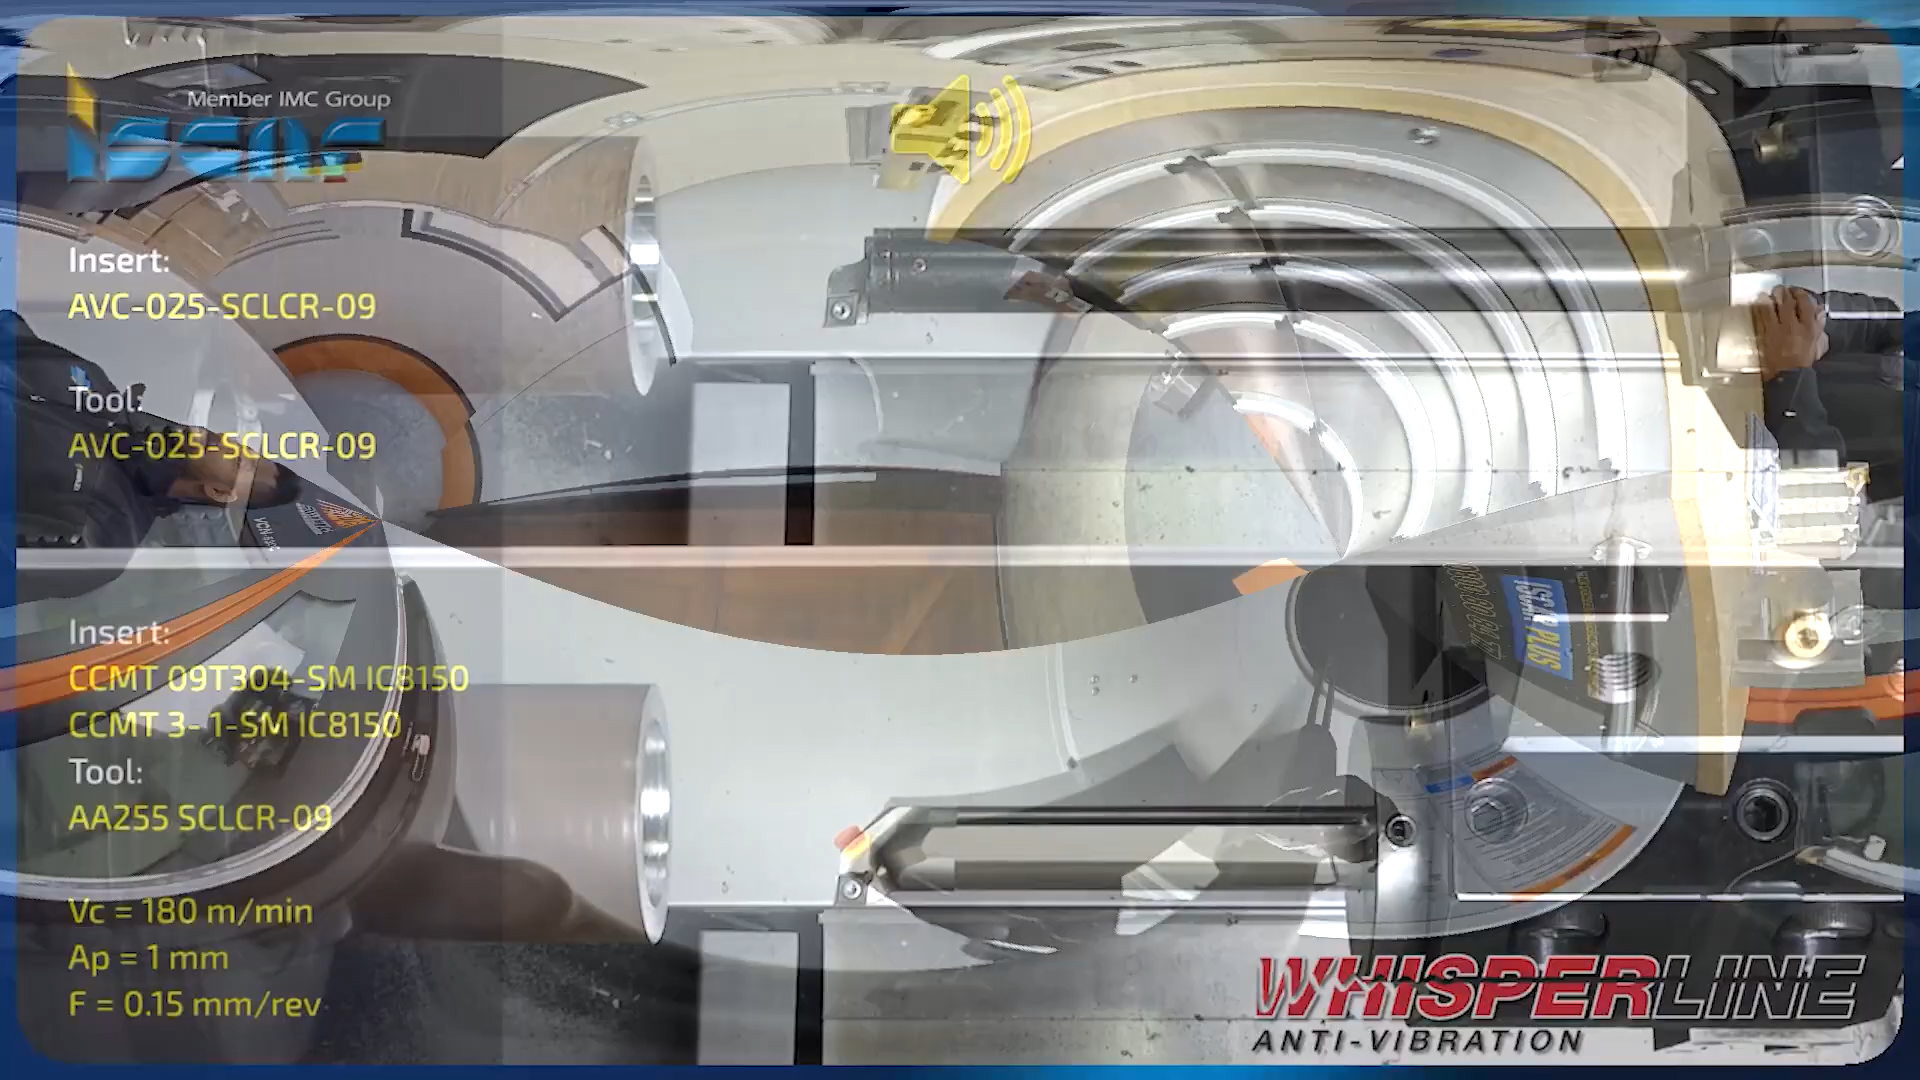 Member IMC Group
ISCAR
Insert:
AVC-025-SCLCR-09
Tool:
AVC-025-SCLCR-09
Insert:
CCMT 09T304-SM IC8150
CCMT 3- 1-SM IC8150
Tool:
AA255 SCLCR-09
Vc = 180 m/min
Ap = 1 mm
F = 0.15 mm/rev
ISCAR PLUS
WHISPERLINE
ANTI-VIBRATION